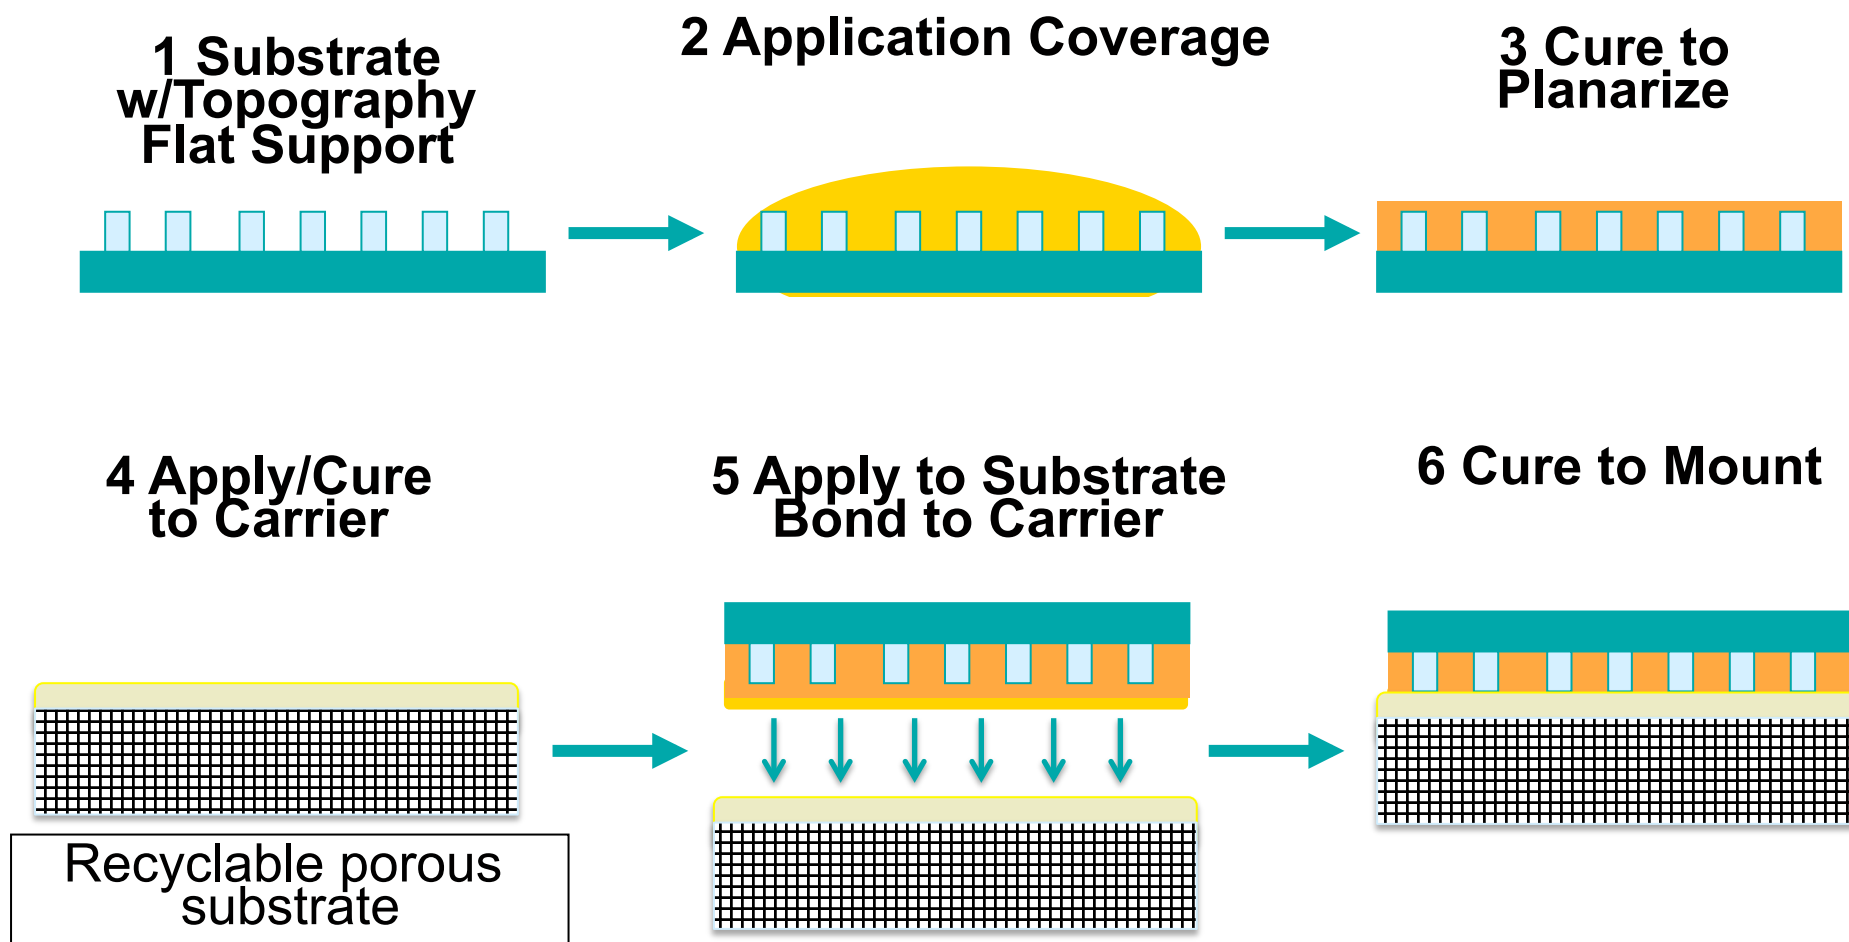 1 Substrate
w/Topography
Flat Support
2 Application Coverage
3 Cure to
Planarize
4 Apply/Cure
to Carrier
5 Apply to Substrate
Bond to Carrier
6 Cure to Mount
Recyclable porous
substrate